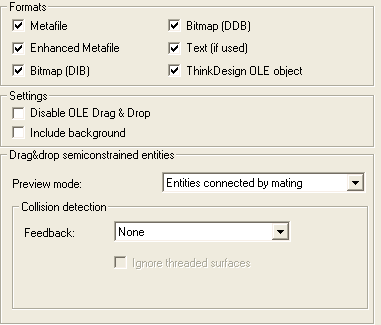 Formats
Metafile
Bitmap (DDB)
Enhanced Metafile
Text (if used)
Bitmap (DIB)
ThinkDesign OLE object
Settings
Disable OLE Drag & Drop
Include background
Drag&drop semiconstrained entities
Preview mode: Entities connected by mating
Collision detection
Feedback: None
Ignore threaded surfaces